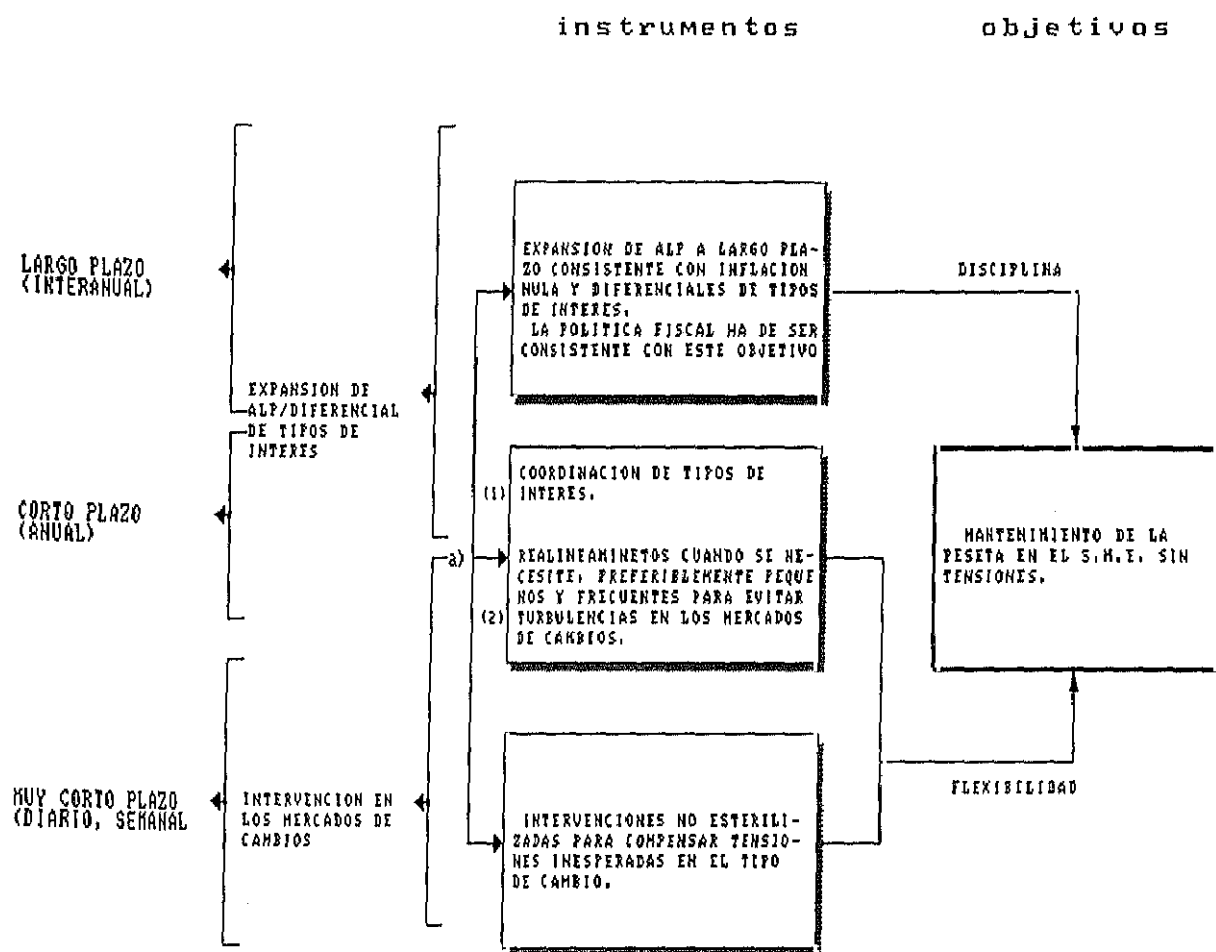 instrumentos
objetivos
LARGO PLAZO
(INTERANUAL)
CORTO PLAZO
(ANUAL)
MUY CORTO PLAZO
(DIARIO, SEMANAL
EXPANSION DE
ALP/DIFERENCIAL
DE TIPOS DE
INTERES
INTERVENCION EN
LOS MERCADOS DE
CAMBIOS
a)
EXPANSION DE ALP A LARGO PLA-
ZO CONSISTENTE CON INFLACION
NULA Y DIFERENCIALES DE TIPOS
DE INTERES.
LA POLITICA FISCAL HA DE SER
CONSISTENTE CON ESTE OBJETIVO
COORDINACION DE TIPOS DE
(1) INTERES.
REALINEAMINETOS CUANDO SE NE-
CESITE, PREFERIBLEMENTE PEQUE
NOS Y FRECUENTES PARA EVITAR
(2) TURBULENCIAS EN LOS MERCADOS
DE CAMBIOS.
INTERVENCIONES NO ESTERILI-
ZADAS PARA COMPENSAR TENSIO-
NES INESPERADAS EN EL TIPO
DE CAMBIO.
DISCIPLINA
MANTENIMIENTO DE LA
PESETA EN EL S.M.E. SIN
TENSIONES.
FLEXIBILIDAD